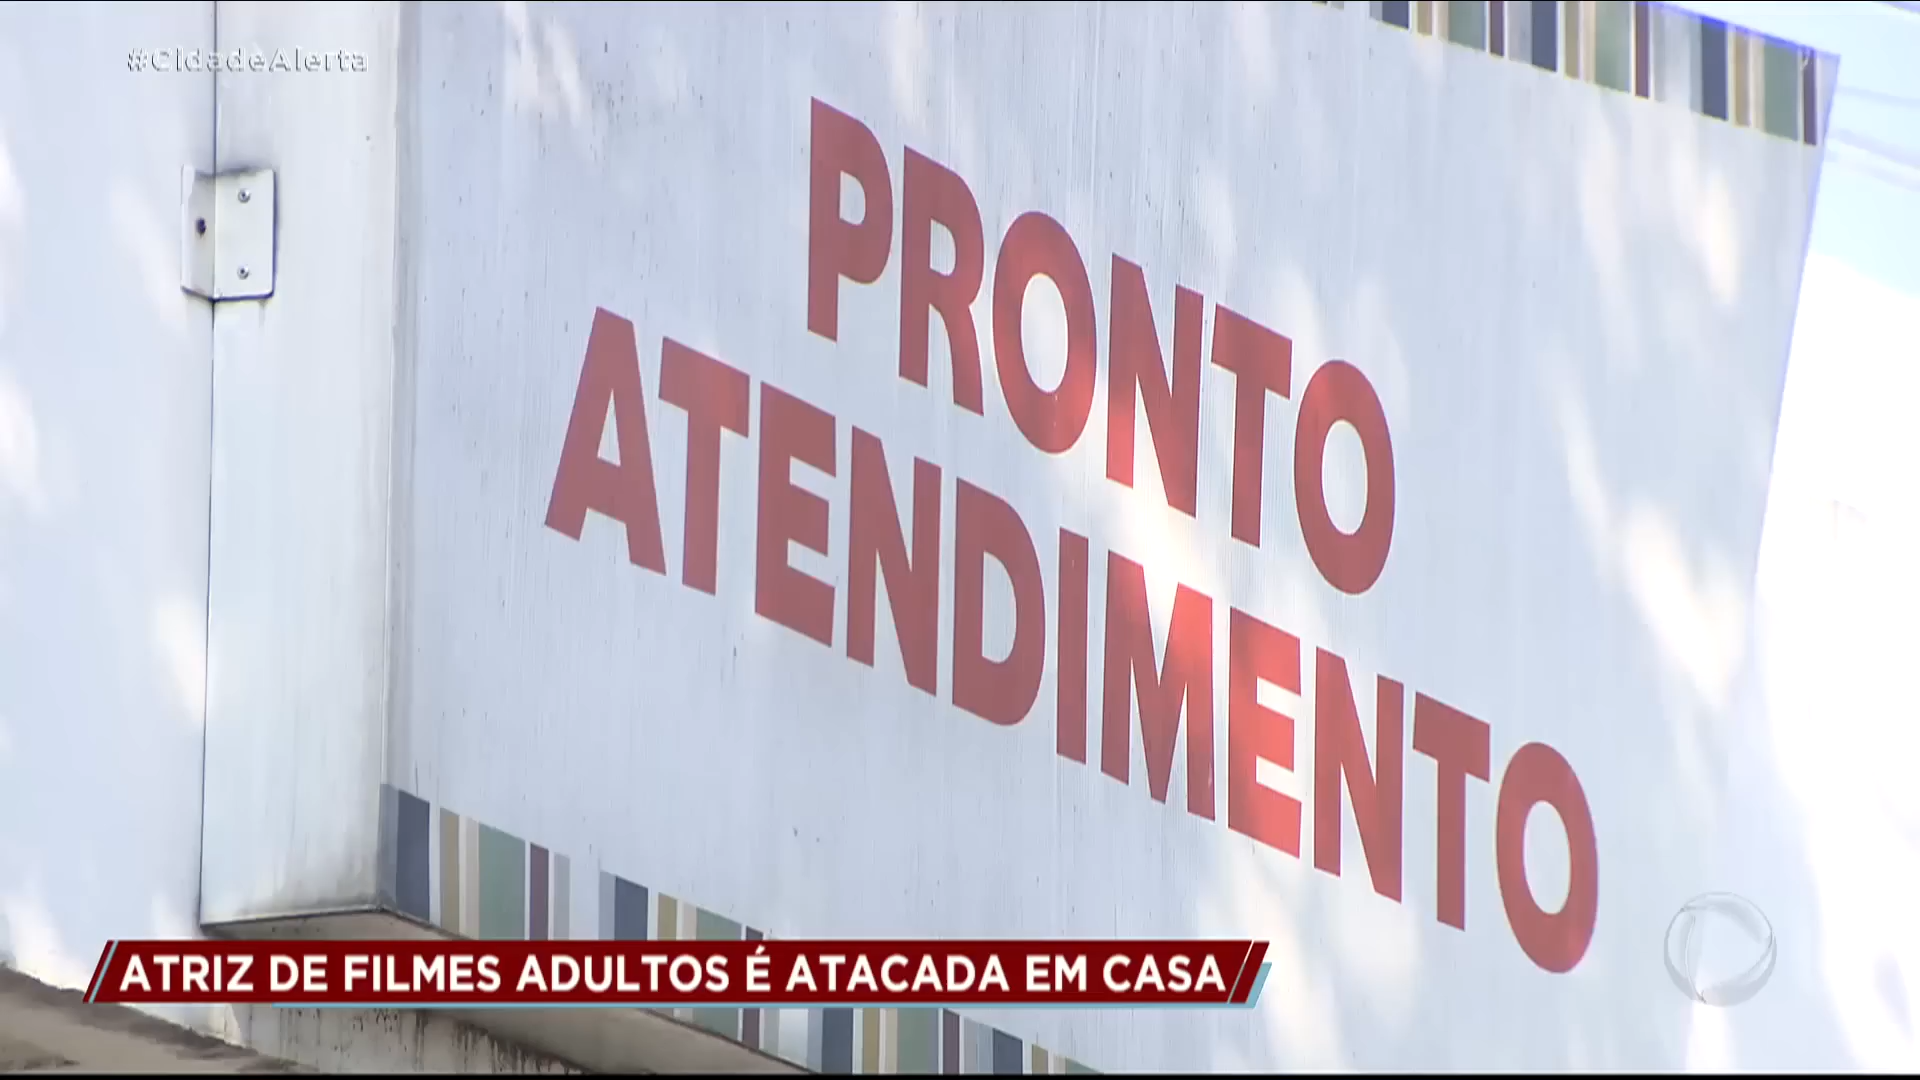 #CidadeAlerta
PRONTO
ATENDIMENTO
ATRIZ DE FILMES ADULTOS É ATACADA EM CASA